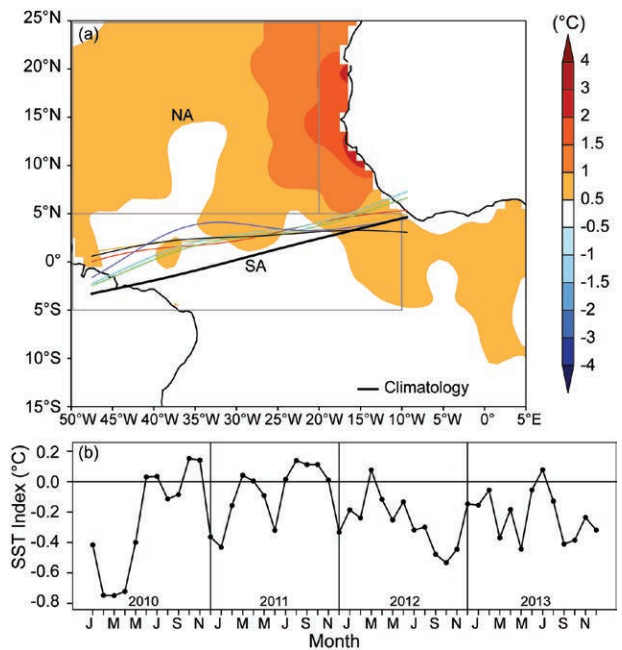 25°N
20°N
15°N
10°N
5°N
0°
5°S
10°S
15°S
(a)
NA
SA
Climatology
50°W 45°W 40°W 35°W 30°W 25°W 20°W 15°W 10°W 5°W 0° 5°E
(°C)
4
3
2
1.5
1
0.5
-0.5
-1
-1.5
-2
-3
-4
(b)
SST Index (°C)
0.2
0.0
-0.2
-0.4
-0.6
-0.8
2010 2011 2012 2013
J M M J S N J M M J S N J M M J S N J M M J S N
Month